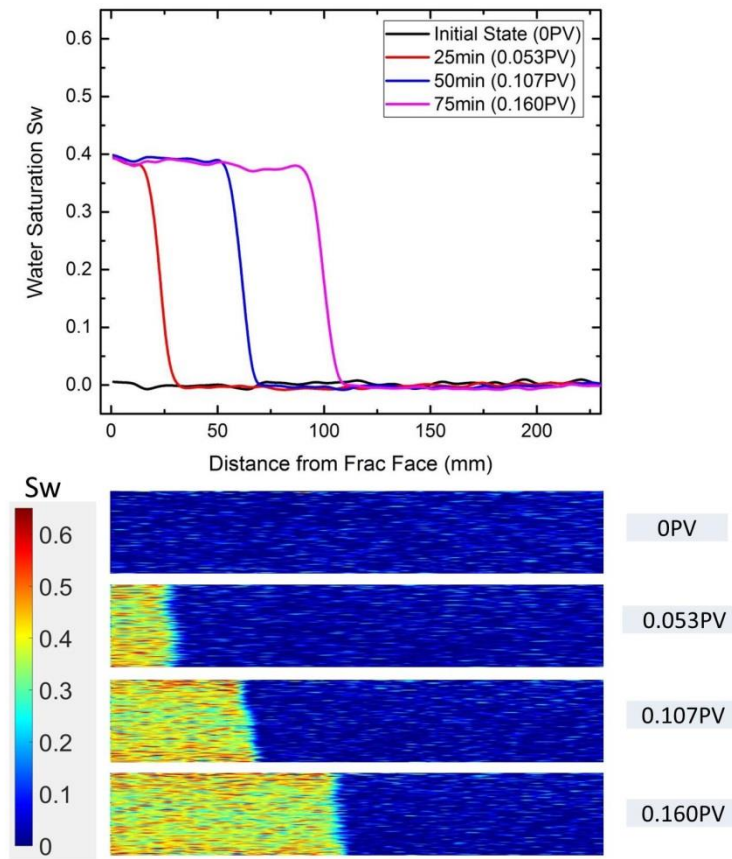 0.6
0.5
0.4
0.3
0.2
0.1
0.0
Water Saturation Sw
Initial State (0PV)
25min (0.053PV)
50min (0.107PV)
75min (0.160PV)
0 50 100 150 200
Distance from Frac Face (mm)
Sw
0.6
0.5
0.4
0.3
0.2
0.1
0
0PV
0.053PV
0.107PV
0.160PV